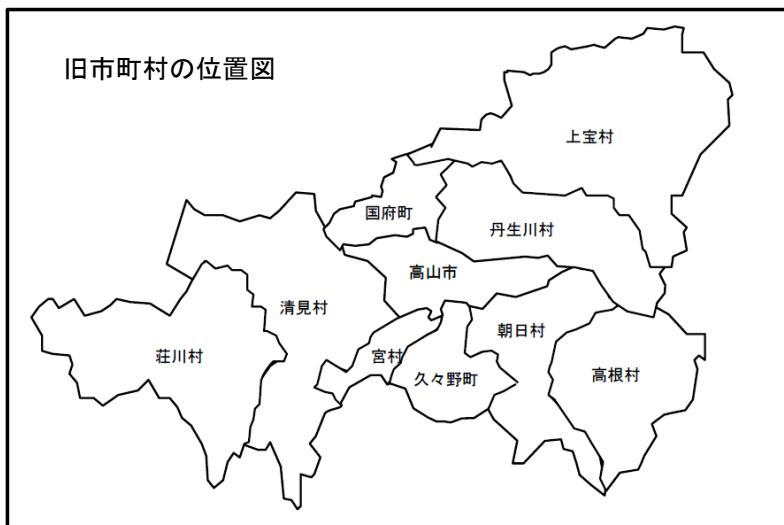 旧市町村の位置図
上宝村
国府町
丹生川村
高山市
清見村
朝日村
荘川村
宮村
久々野町
高根村